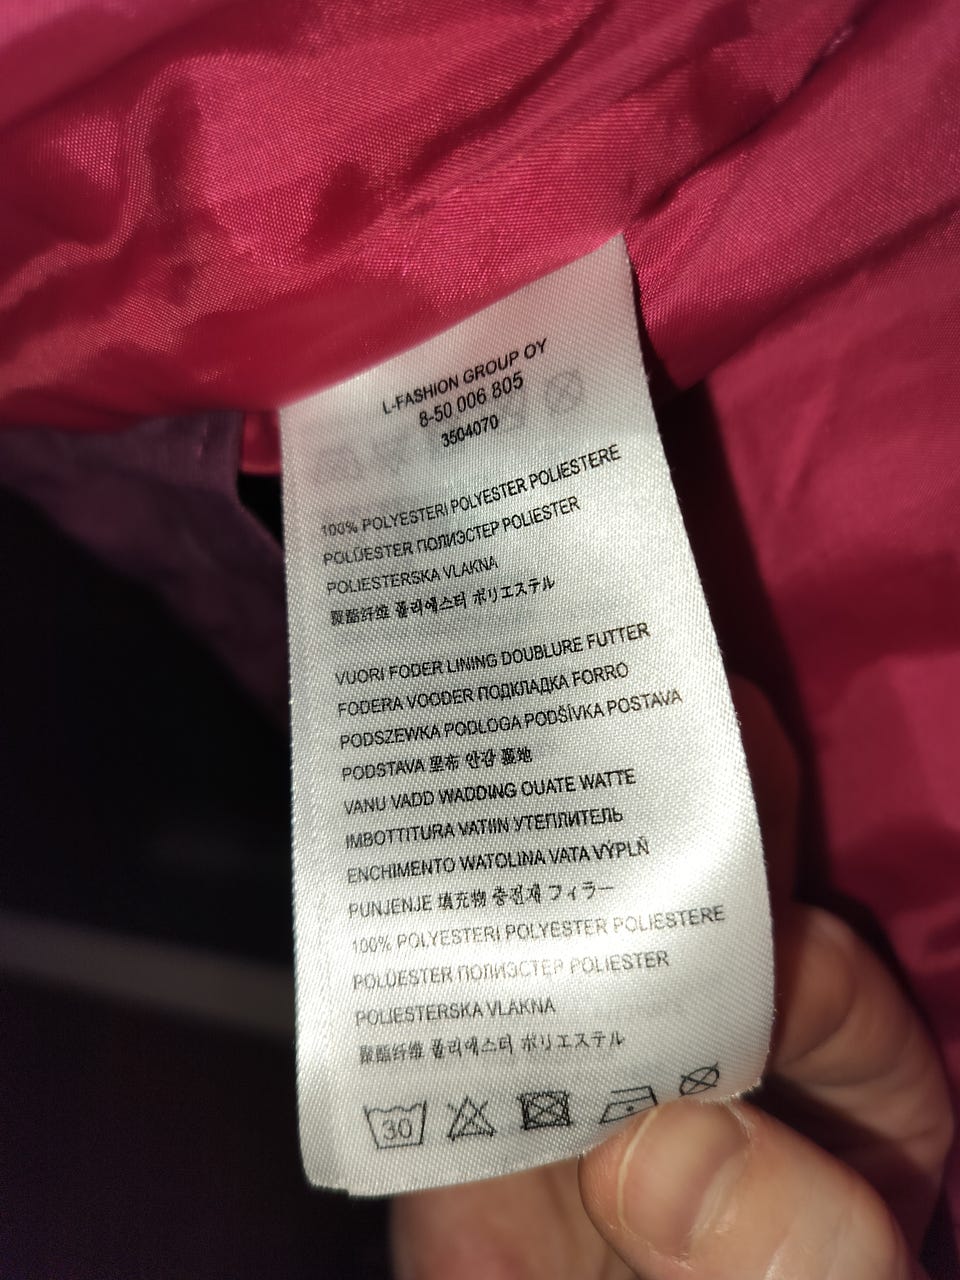 L-FASHION GROUP OY
8-50 006 805
3504070
100% POLYESTERI POLYESTER POLIESTERE
POLÜESTER ПОЛИЭСТЕР POLIESTER
POLIESTERSKA VLAKNA
聚酯纤维 폴리에스터 ポリエステル
VUORI FODER LINING DOUBLURE FUTTER
FODERA VOODER ПОДКЛАДКА FORRO
PODSZEWKA PODLOGA PODŠÍVKA POSTAVA
PODSTAVA 里布 안감 裏地
VANU VADD WADDING OUATE WATTE
IMBOTTITURA VATIIN УТЕПЛИТЕЛЬ
ENCHIMENTO WATOLINA VATA VÝPLŇ
PUNJENJE 填充物 충전재 フィラー
100% POLYESTERI POLYESTER POLIESTERE
POLÜESTER ПОЛИЭСТЕР POLIESTER
POLIESTERSKA VLAKNA
聚酯纤维 폴리에스터 ポリエステル
30